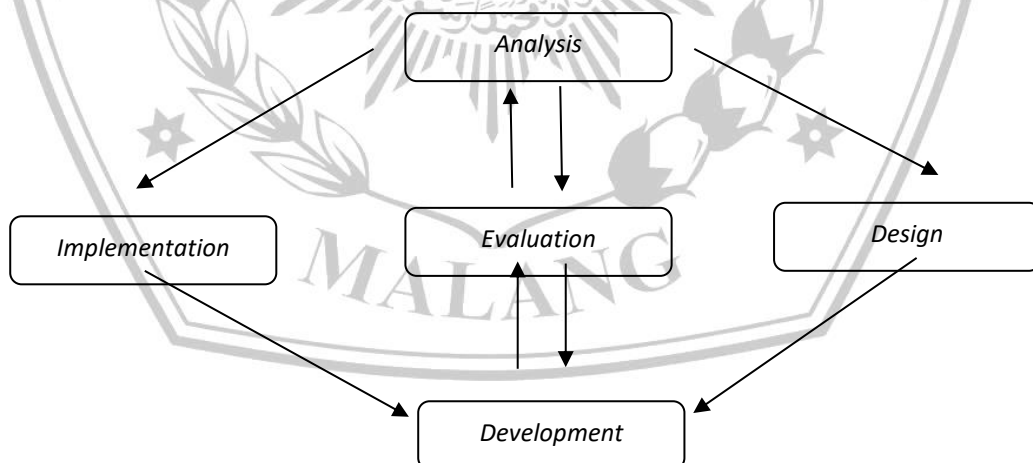 Analysis
Implementation
Evaluation
Design
MALANG
Development